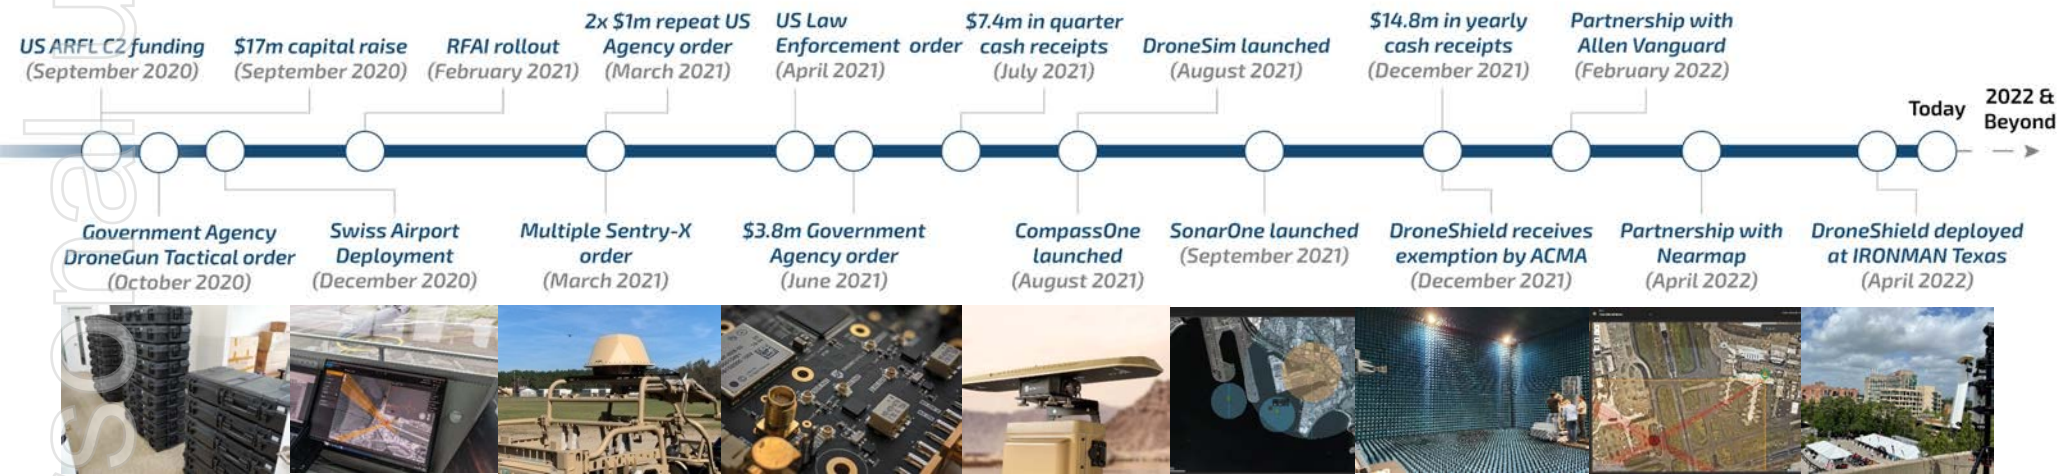 US ARFL C2 funding
(September 2020)
$17m capital raise
(September 2020)
RFAI rollout
(February 2021)
2x $1m repeat US
Agency order
(March 2021)
US Law
Enforcement order
(April 2021)
$7.4m in quarter
cash receipts
(July 2021)
DroneSim launched
(August 2021)
$14.8m in yearly
cash receipts
(December 2021)
Partnership with
Allen Vanguard
(February 2022)
Today
2022 &
Beyond
Government Agency
DroneGun Tactical order
(October 2020)
Swiss Airport
Deployment
(December 2020)
Multiple Sentry-X
order
(March 2021)
$3.8m Government
Agency order
(June 2021)
CompassOne
launched
(August 2021)
SonarOne launched
(September 2021)
DroneShield receives
exemption by ACMA
(December 2021)
Partnership with
Nearmap
(April 2022)
DroneShield deployed
at IRONMAN Texas
(April 2022)